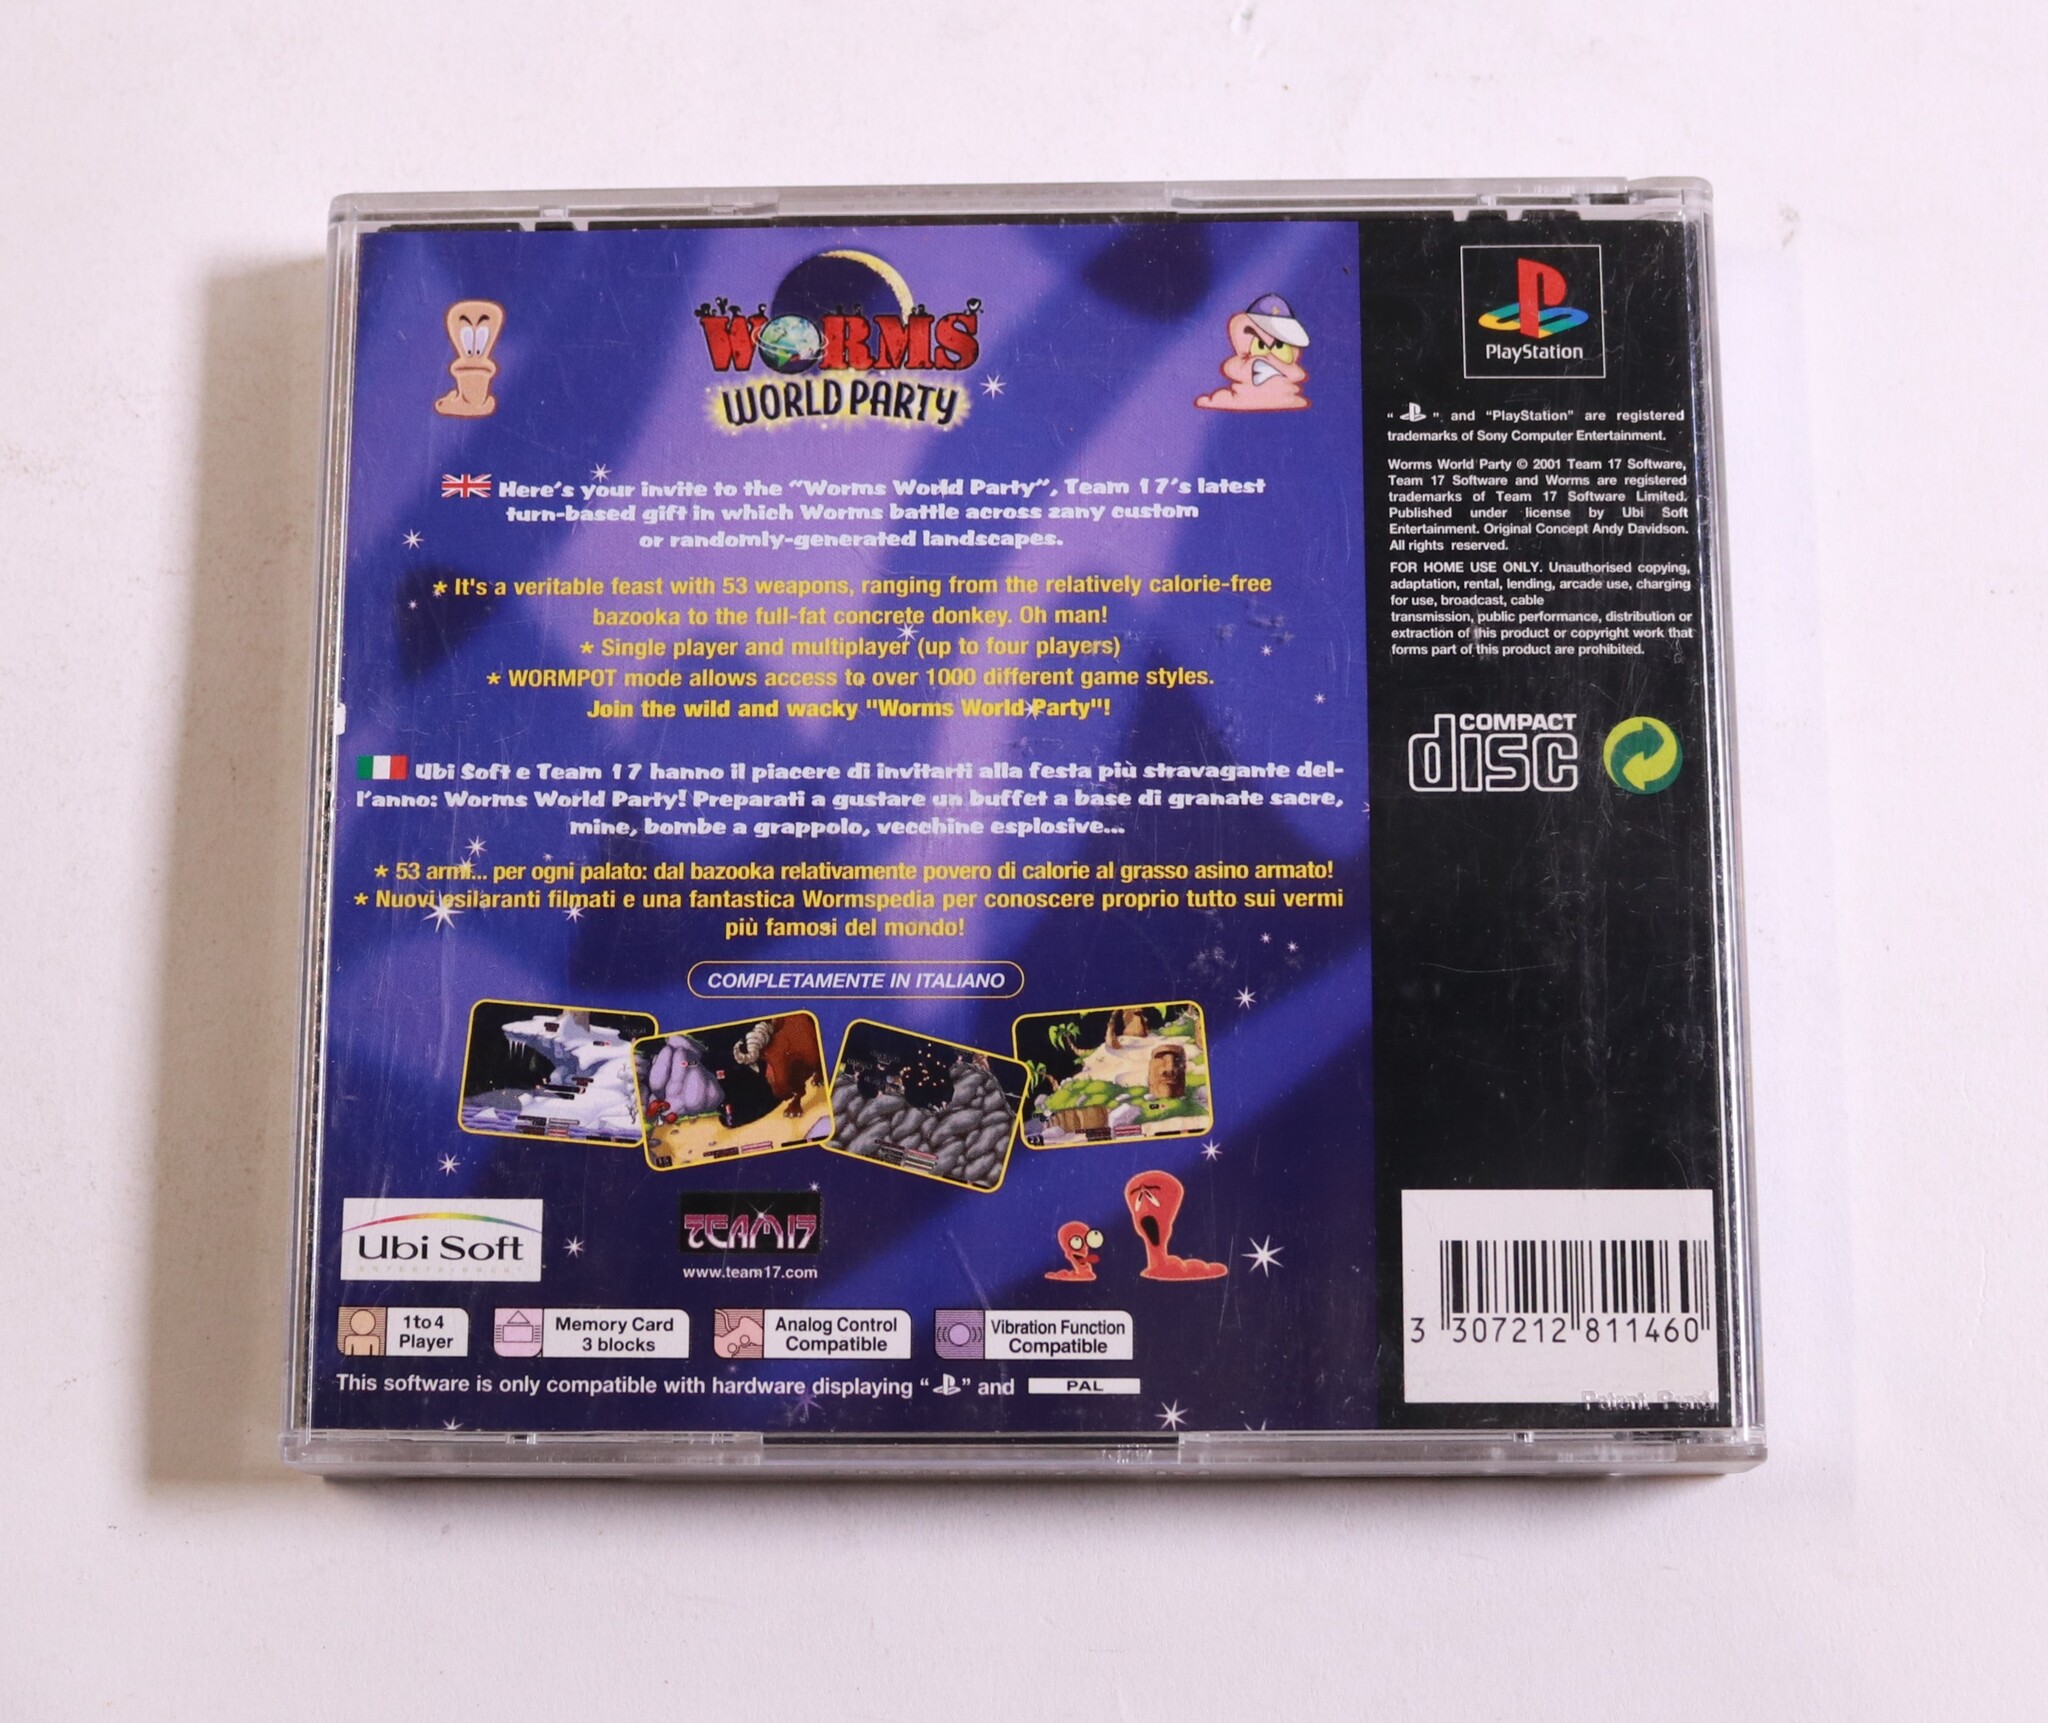 WORMS
WORLD PARTY
Here's your invite to the "Worms World Party", Team 17's latest
turn-based gift in which Worms battle across zany custom
or randomly-generated landscapes.
* It's a veritable feast with 53 weapons, ranging from the relatively calorie-free
bazooka to the full-fat concrete donkey. Oh man!
* Single player and multiplayer (up to four players)
* WORMPOT mode allows access to over 1000 different game styles.
Join the wild and wacky "Worms World Party"!
Ubi Soft e Team 17 hanno il piacere di invitarti alla festa più stravagante del-
l'anno: Worms World Party! Preparati a gustare un buffet a base di granate sacre,
mine, bombe a grappolo, vecchine esplosive...
* 53 armi... per ogni palato: dal bazooka relativamente povero di calorie al grasso asino armato!
* Nuovi esilaranti filmati e una fantastica Wormspedia per conoscere proprio tutto sui vermi
più famosi del mondo!
COMPLETAMENTE IN ITALIANO
Ubi Soft
ENTERTAINMENT
TEAM17
www.team17.com
1 to 4
Player
Memory Card
3 blocks
Analog Control
Compatible
Vibration Function
Compatible
This software is only compatible with hardware displaying " " and PAL
PlayStation
" " and "PlayStation" are registered
trademarks of Sony Computer Entertainment.
Worms World Party © 2001 Team 17 Software,
Team 17 Software and Worms are registered
trademarks of Team 17 Software Limited.
Published under license by Ubi Soft
Entertainment. Original Concept Andy Davidson.
All rights reserved.
FOR HOME USE ONLY. Unauthorised copying,
adaptation, rental, lending, arcade use, charging
for use, broadcast, cable
transmission, public performance, distribution or
extraction of this product or copyright work that
forms part of this product are prohibited.
COMPACT
disc
3 307212 811460
Patent Pend